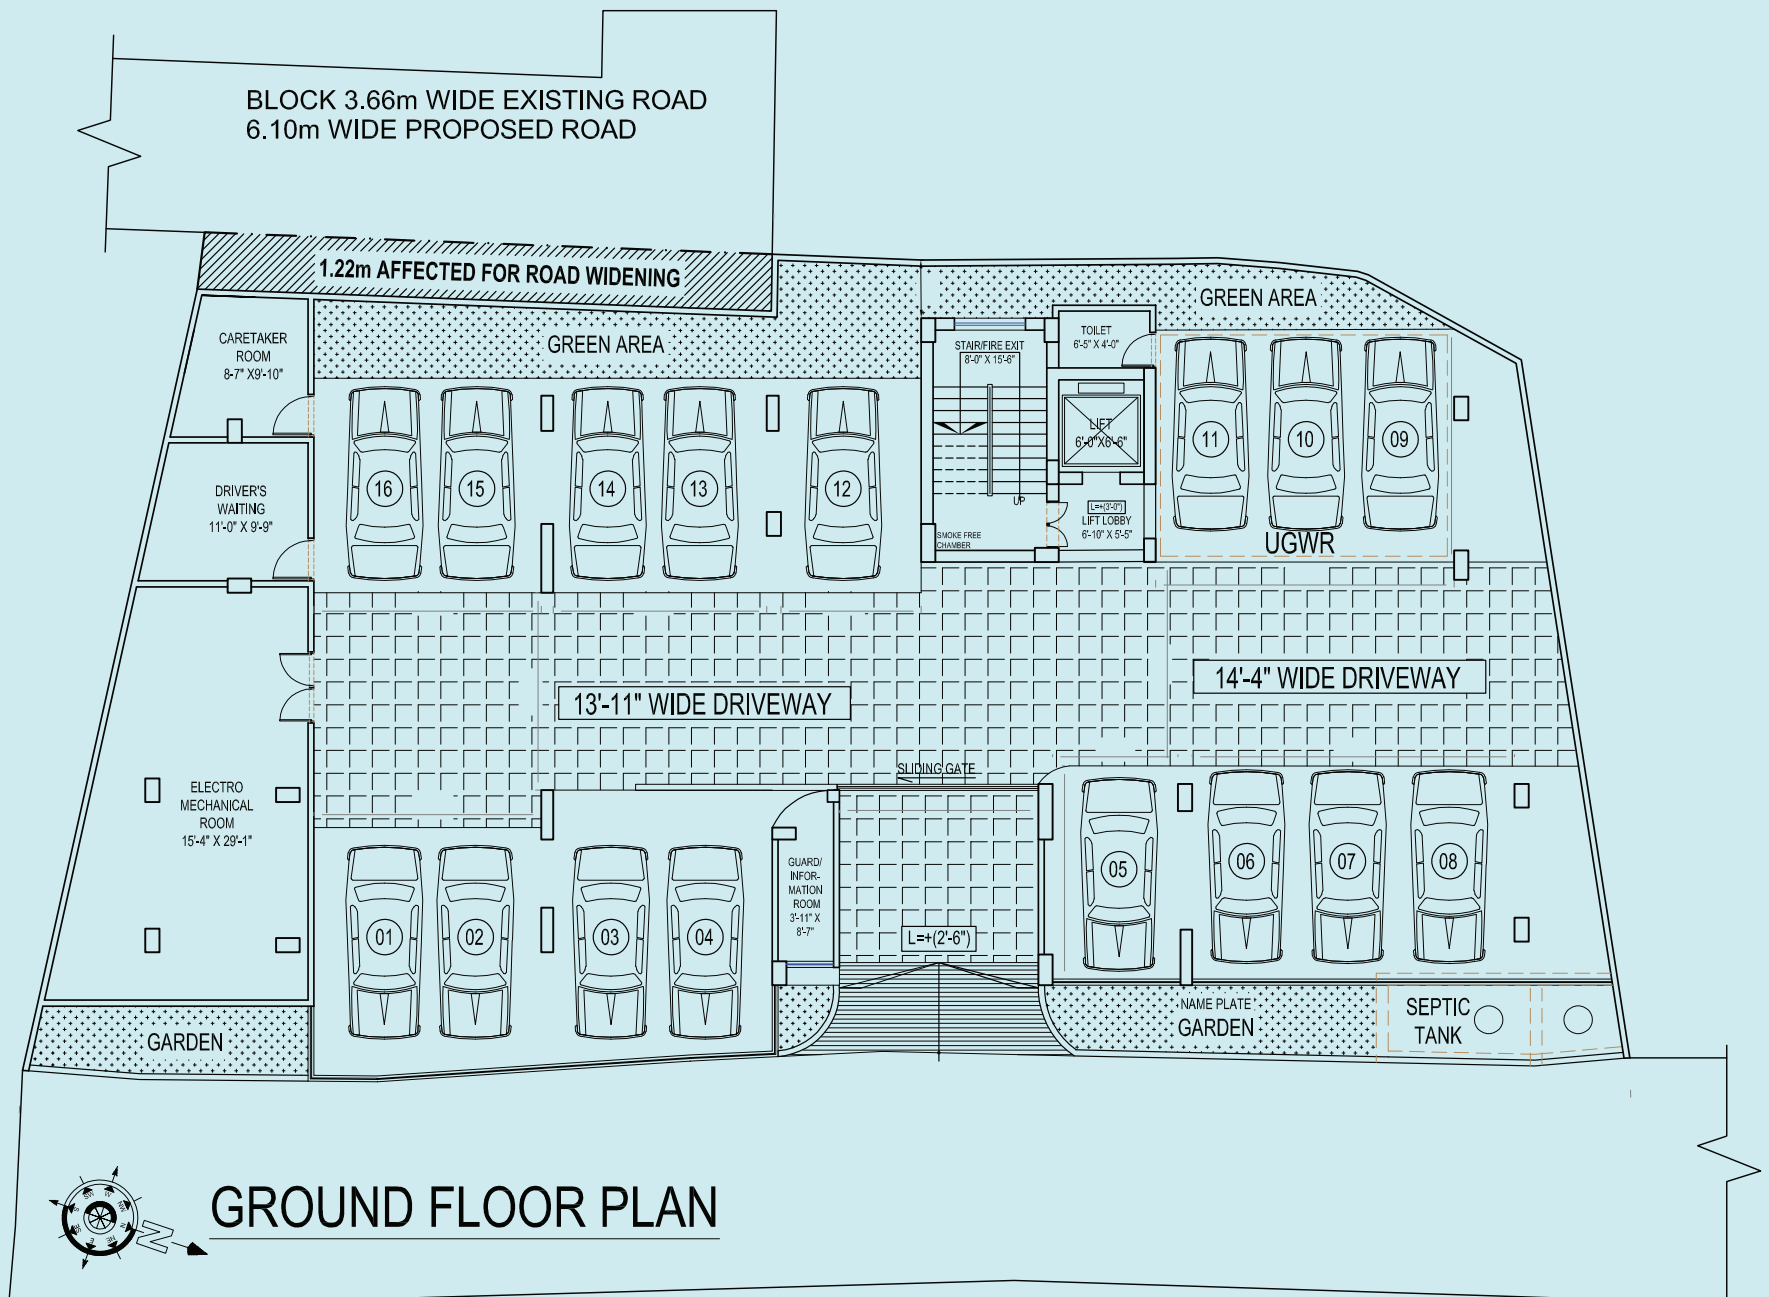 BLOCK 3.66m WIDE EXISTING ROAD
6.10m WIDE PROPOSED ROAD
1.22m AFFECTED FOR ROAD WIDENING
GREEN AREA
GREEN AREA
CARETAKER
ROOM
8-7" X9'-10"
STAIR/FIRE EXIT
8'-0" X 15'-6"
TOILET
6'-5" X 4'-0"
LIFT
6'-0"X6'-6"
11
10
09
16
15
14
13
12
DRIVER'S
WAITING
11'-0" X 9'-9"
UP
L=+(3'-0")
LIFT LOBBY
6'-10" X 5'-5"
SMOKE FREE
CHAMBER
UGWR
13'-11" WIDE DRIVEWAY
14'-4" WIDE DRIVEWAY
SLIDING GATE
ELECTRO
MECHANICAL
ROOM
15'-4" X 29'-1"
GUARD/
INFOR-
MATION
ROOM
3'-11" X
8'-7"
05
06
07
08
01
02
03
04
L=+(2'-6")
GARDEN
NAME PLATE
GARDEN
SEPTIC
TANK
SW
W
NW
N
NE
E
SE
S
N
GROUND FLOOR PLAN